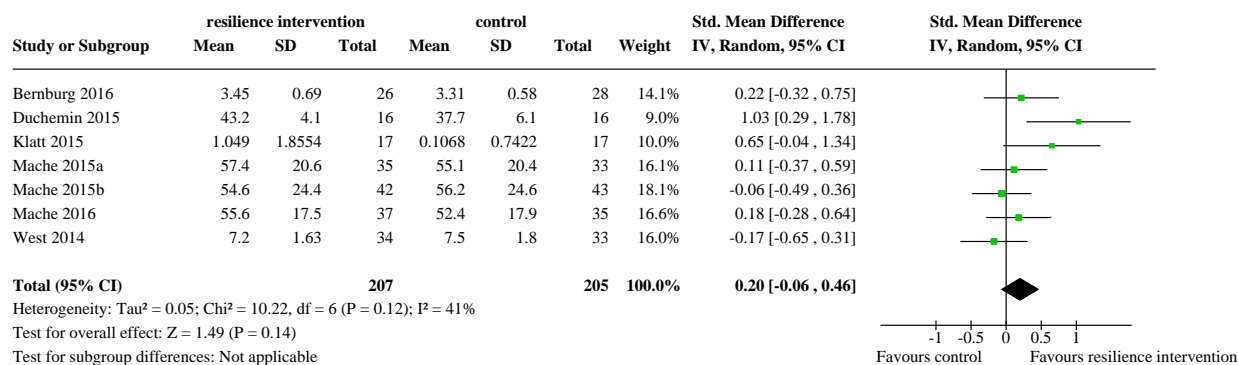 resilience intervention control Std. Mean Difference Std. Mean Difference
Study or Subgroup Mean SD Total Mean SD Total Weight IV, Random, 95% CI IV, Random, 95% CI
Bernburg 2016 3.45 0.69 26 3.31 0.58 28 14.1% 0.22 [-0.32 , 0.75]
Duchemin 2015 43.2 4.1 16 37.7 6.1 16 9.0% 1.03 [0.29 , 1.78]
Klatt 2015 1.049 1.8554 17 0.1068 0.7422 17 10.0% 0.65 [-0.04 , 1.34]
Mache 2015a 57.4 20.6 35 55.1 20.4 33 16.1% 0.11 [-0.37 , 0.59]
Mache 2015b 54.6 24.4 42 56.2 24.6 43 18.1% -0.06 [-0.49 , 0.36]
Mache 2016 55.6 17.5 37 52.4 17.9 35 16.6% 0.18 [-0.28 , 0.64]
West 2014 7.2 1.63 34 7.5 1.8 33 16.0% -0.17 [-0.65 , 0.31]
Total (95% CI) 207 205 100.0% 0.20 [-0.06 , 0.46]
Heterogeneity: Tau² = 0.05; Chi² = 10.22, df = 6 (P = 0.12); I² = 41%
Test for overall effect: Z = 1.49 (P = 0.14)
Test for subgroup differences: Not applicable
-1 -0.5 0 0.5 1
Favours control Favours resilience intervention